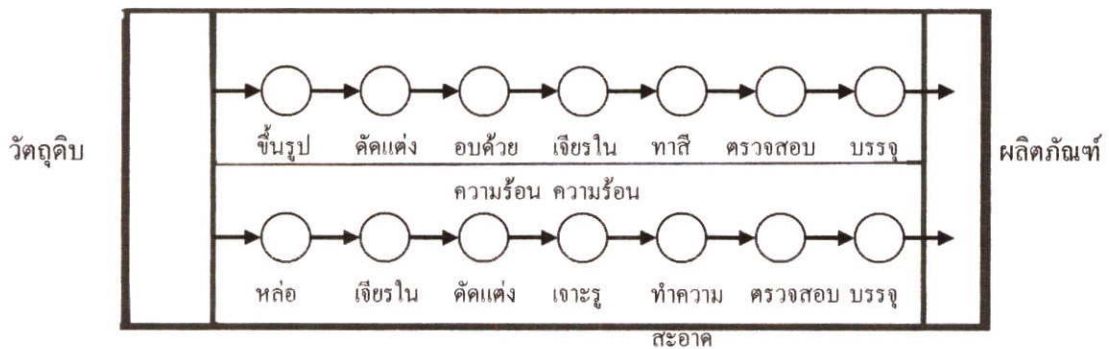 ขึ้นรูป ดัดแต่ง อบด้วย เจียรใน ทาสี ตรวจสอบ บรรจุ
วัตถุดิบ
ผลิตภัณฑ์
ความร้อน ความร้อน
หล่อ เจียรใน ดัดแต่ง เจาะรู ทำความ ตรวจสอบ บรรจุ
สะอาด